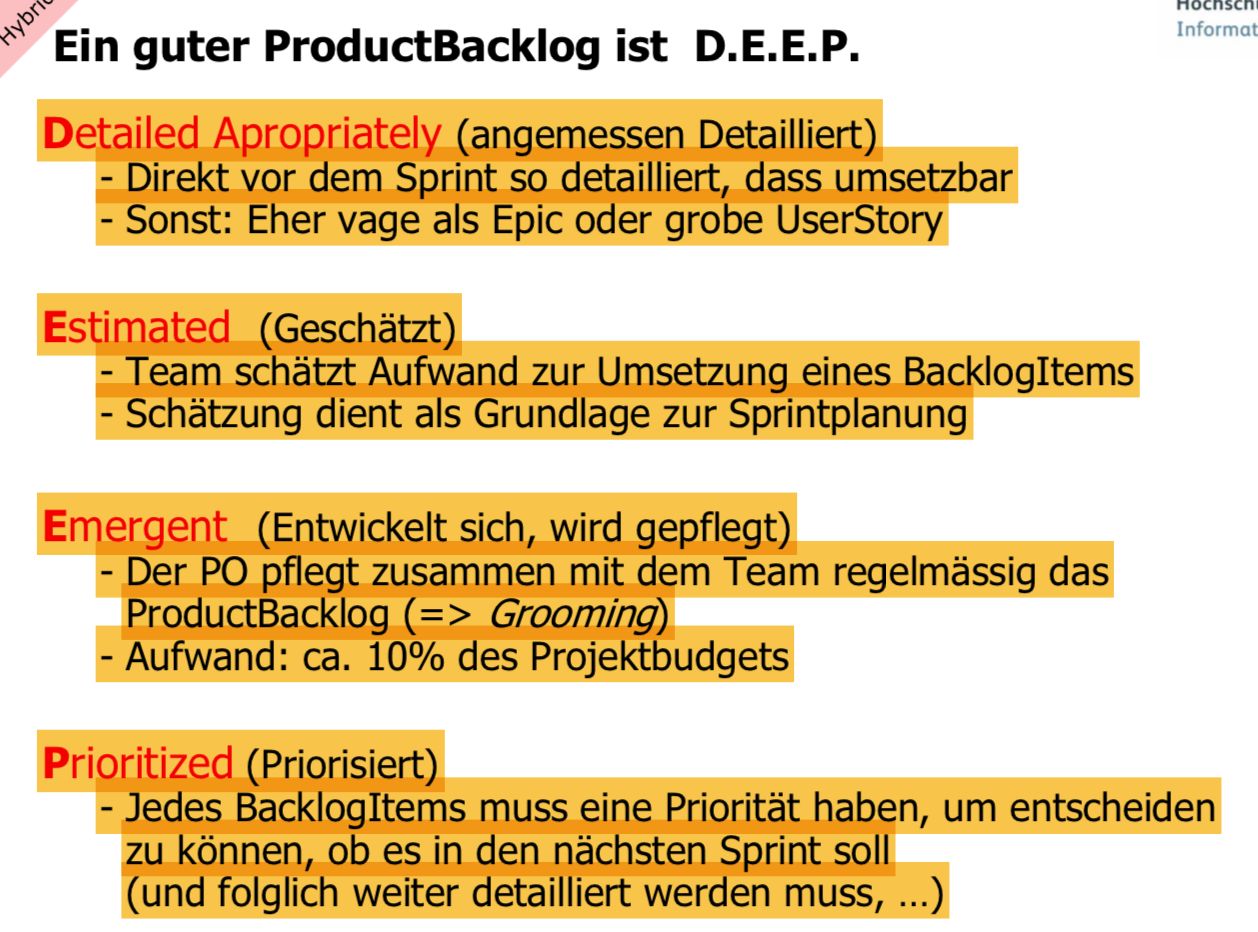 Ein guter ProductBacklog ist D.E.E.P.
Detailed Apropriately (angemessen Detailliert)
- Direkt vor dem Sprint so detailliert, dass umsetzbar
- Sonst: Eher vage als Epic oder grobe UserStory
Estimated (Geschätzt)
- Team schätzt Aufwand zur Umsetzung eines BacklogItems
- Schätzung dient als Grundlage zur Sprintplanung
Emergent (Entwickelt sich, wird gepflegt)
- Der PO pflegt zusammen mit dem Team regelmässig das
ProductBacklog (=> Grooming)
- Aufwand: ca. 10% des Projektbudgets
Prioritized (Priorisiert)
- Jedes BacklogItems muss eine Priorität haben, um entscheiden
zu können, ob es in den nächsten Sprint soll
(und folglich weiter detailliert werden muss, ...)